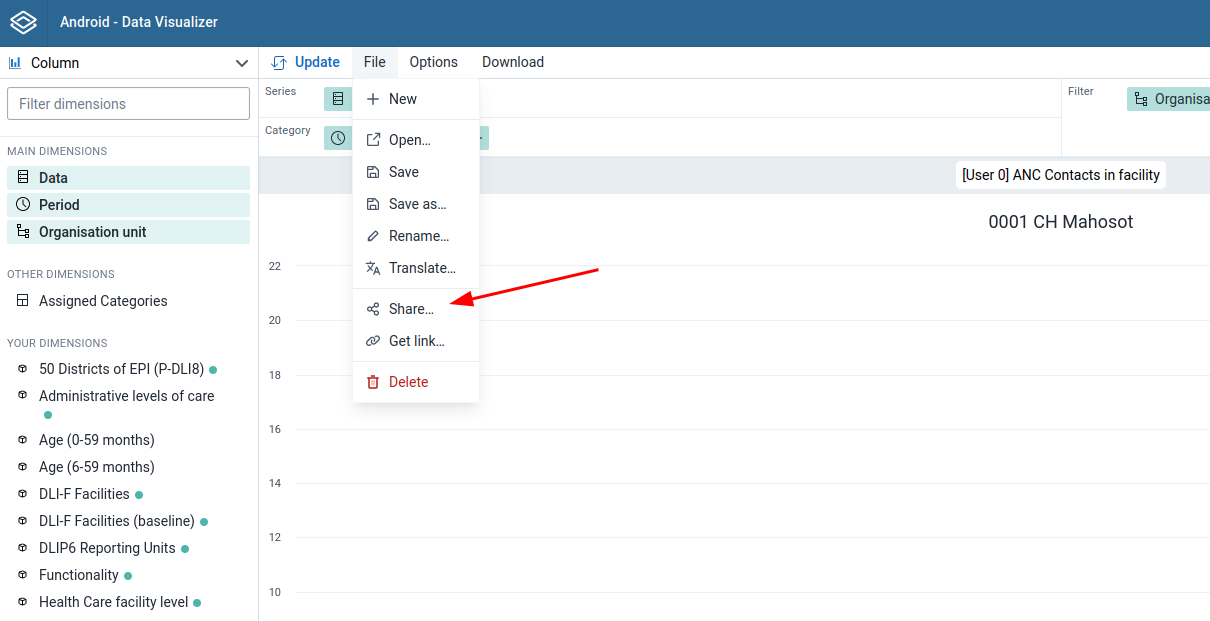 Android - Data Visualizer
Column
Update
File
Options
Download
Filter dimensions
MAIN DIMENSIONS
Data
Period
Organisation unit
OTHER DIMENSIONS
Assigned Categories
YOUR DIMENSIONS
50 Districts of EPI (P-DLI8)
Administrative levels of care
Age (0-59 months)
Age (6-59 months)
DLI-F Facilities
DLI-F Facilities (baseline)
DLIP6 Reporting Units
Functionality
Health Care facility level
Series
Category
New
Open...
Save
Save as...
Rename...
Translate...
Share...
Get link...
Delete
Filter
Organisa
[User 0] ANC Contacts in facility
0001 CH Mahosot
22
20
18
16
14
12
10